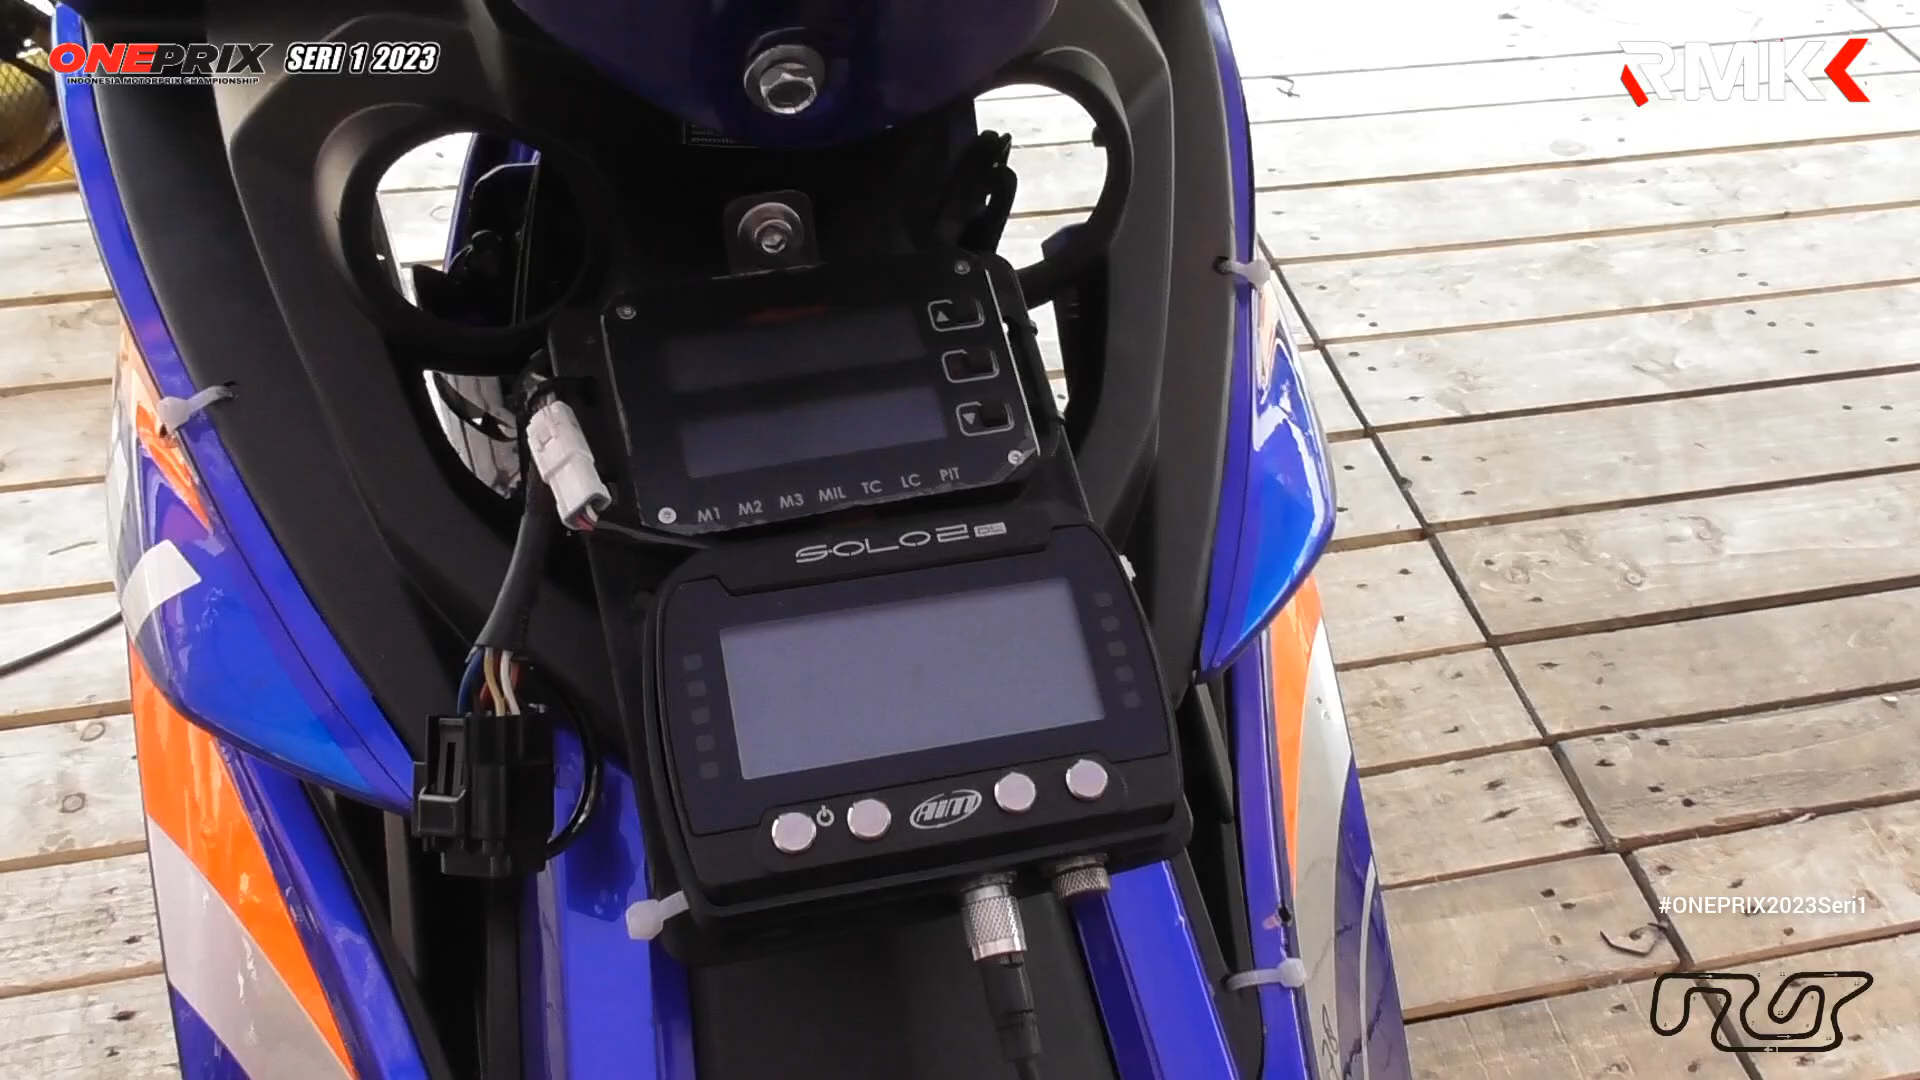 ONEPRIX SERI 1 2023
INDONESIA MOTORPRIX CHAMPIONSHIP
RMK
M1 M2 M3 MIL TC LC PIT
SOLO2 DL
AiM
#ONEPRIX2023Seri1